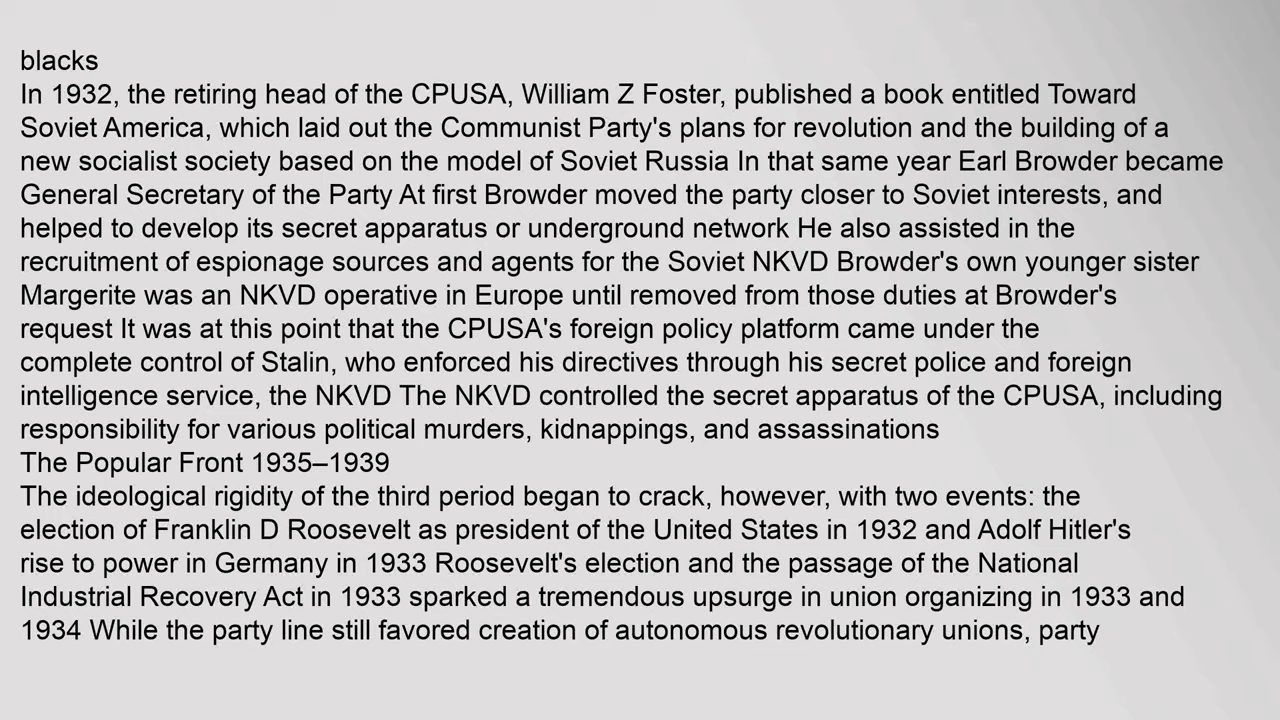 blacks
In 1932, the retiring head of the CPUSA, William Z Foster, published a book entitled Toward
Soviet America, which laid out the Communist Party's plans for revolution and the building of a
new socialist society based on the model of Soviet Russia In that same year Earl Browder became
General Secretary of the Party At first Browder moved the party closer to Soviet interests, and
helped to develop its secret apparatus or underground network He also assisted in the
recruitment of espionage sources and agents for the Soviet NKVD Browder's own younger sister
Margerite was an NKVD operative in Europe until removed from those duties at Browder's
request It was at this point that the CPUSA's foreign policy platform came under the
complete control of Stalin, who enforced his directives through his secret police and foreign
intelligence service, the NKVD The NKVD controlled the secret apparatus of the CPUSA, including
responsibility for various political murders, kidnappings, and assassinations
The Popular Front 1935–1939
The ideological rigidity of the third period began to crack, however, with two events: the
election of Franklin D Roosevelt as president of the United States in 1932 and Adolf Hitler's
rise to power in Germany in 1933 Roosevelt's election and the passage of the National
Industrial Recovery Act in 1933 sparked a tremendous upsurge in union organizing in 1933 and
1934 While the party line still favored creation of autonomous revolutionary unions, party